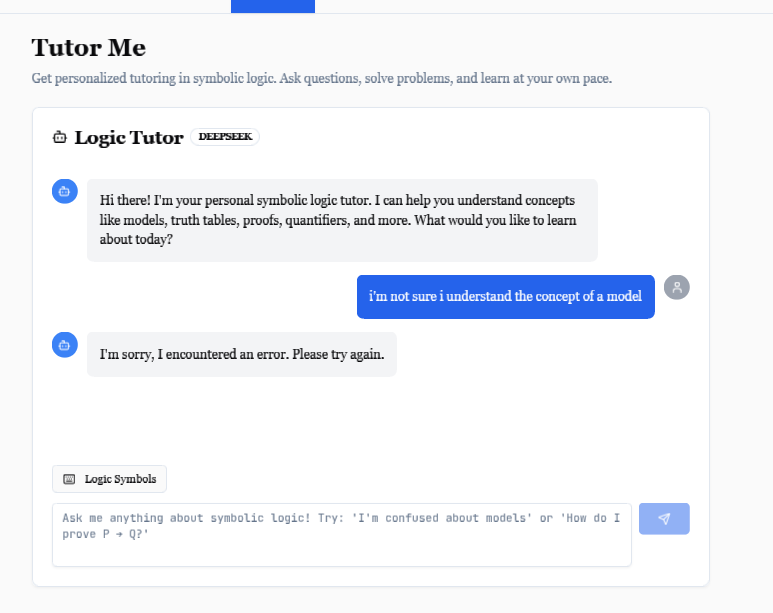 Tutor Me
Get personalized tutoring in symbolic logic. Ask questions, solve problems, and learn at your own pace.
Logic Tutor DEEPSEEK
Hi there! I'm your personal symbolic logic tutor. I can help you understand concepts
like models, truth tables, proofs, quantifiers, and more. What would you like to learn
about today?
i'm not sure i understand the concept of a model
I'm sorry, I encountered an error. Please try again.
Logic Symbols
Ask me anything about symbolic logic! Try: 'I'm confused about models' or 'How do I
prove P → Q?'